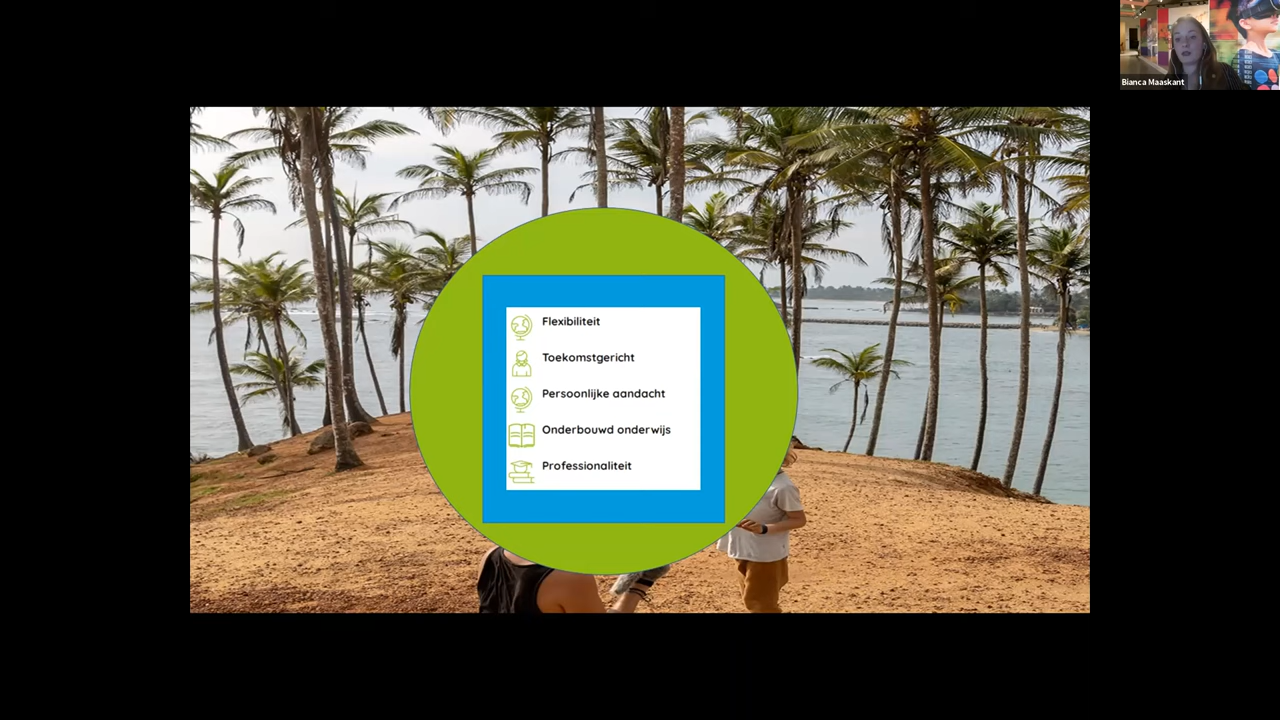 Bianca Maaskant
Flexibiliteit
Toekomstgericht
Persoonlijke aandacht
Onderbouwd onderwijs
Professionaliteit